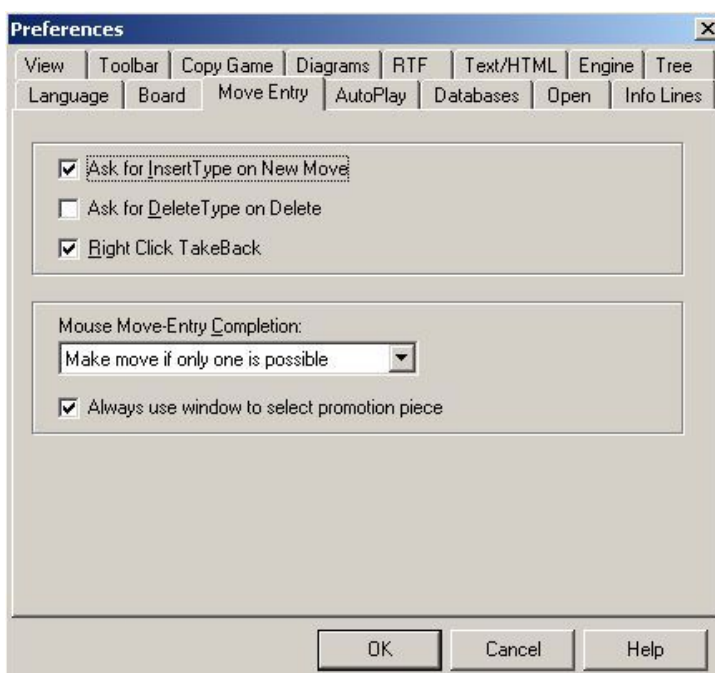 Preferences
View Toolbar Copy Game Diagrams RTF Text/HTML Engine Tree
Language Board Move Entry AutoPlay Databases Open Info Lines
Ask for InsertType on New Move
Ask for DeleteType on Delete
Right Click TakeBack
Mouse Move-Entry Completion:
Make move if only one is possible
Always use window to select promotion piece
OK Cancel Help